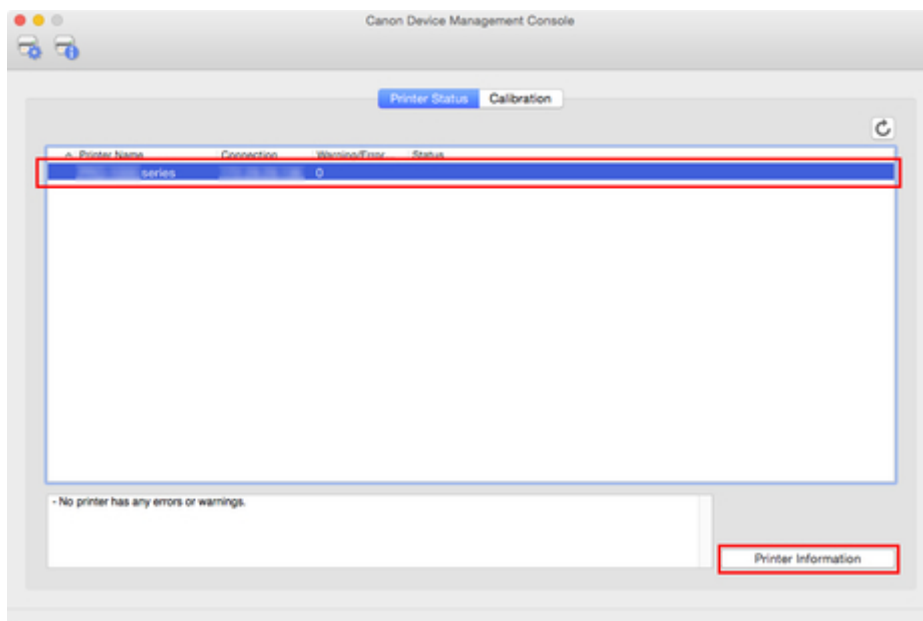 Canon Device Management Console
Printer Status Calibration
Printer Name Connection Warning/Error... Status
series 0
- No printer has any errors or warnings.
Printer Information